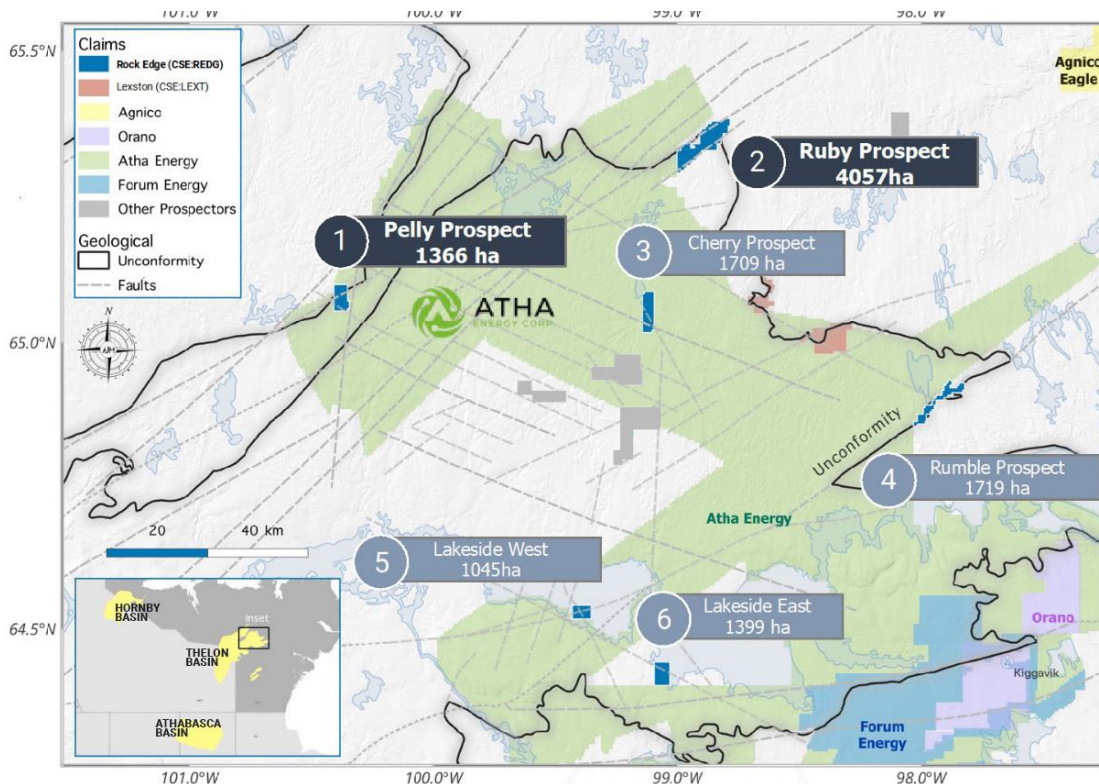 101.0°W
100.0°W
99.0°W
98.0°W
65.5°N
65.0°N
64.5°N
Claims
Rock Edge (CSE:REDG)
Lexston (CSE:LEXT)
Agnico
Orano
Atha Energy
Forum Energy
Other Prospectors
Geological
Unconformity
Faults
N
20
40 km
HORNBY
BASIN
Inset
THELON
BASIN
ATHABASCA
BASIN
1
Pelly Prospect
1366 ha
ATHA
ENERGY CORP
2
Ruby Prospect
4057ha
3
Cherry Prospect
1709 ha
Agnico
Eagle
Unconformity
4
Rumble Prospect
1719 ha
Atha Energy
5
Lakeside West
1045ha
6
Lakeside East
1399 ha
Orano
Kiggavik
Forum
Energy
101.0°W
100.0°W
99.0°W
98.0°W